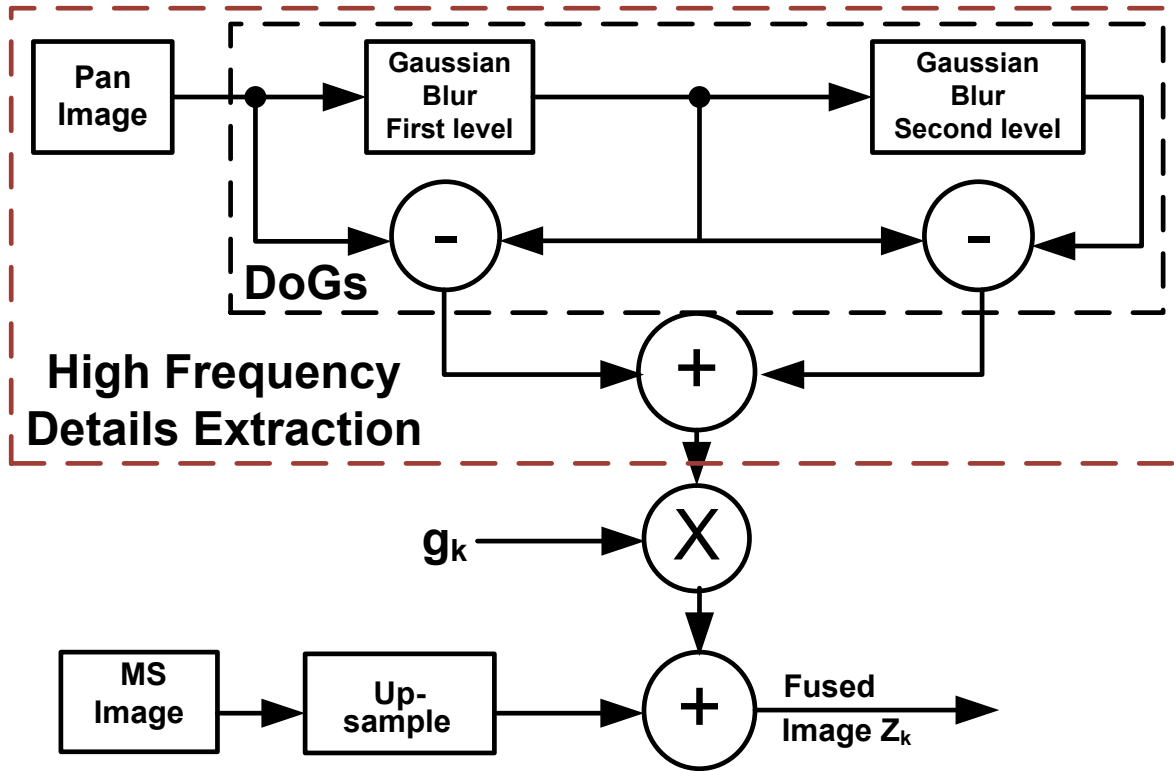 Pan
Image
Gaussian
Blur
First level
Gaussian
Blur
Second level
-
-
DoGs
+
High Frequency
Details Extraction
X
gk
MS
Image
Up-
sample
+
Fused
Image Zk